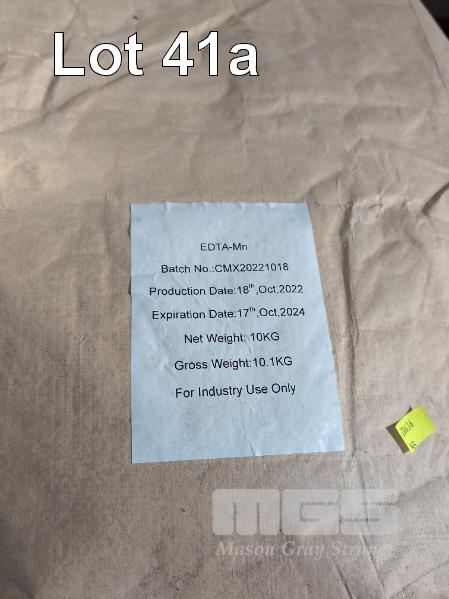 Lot 41a
EDTA-Mn
Batch No.:CMX20221018
Production Date:18th,Oct,2022
Expiration Date:17th,Oct,2024
Net Weight: 10KG
Gross Weight:10.1KG
For Industry Use Only
MGS
Mason Gray Strange